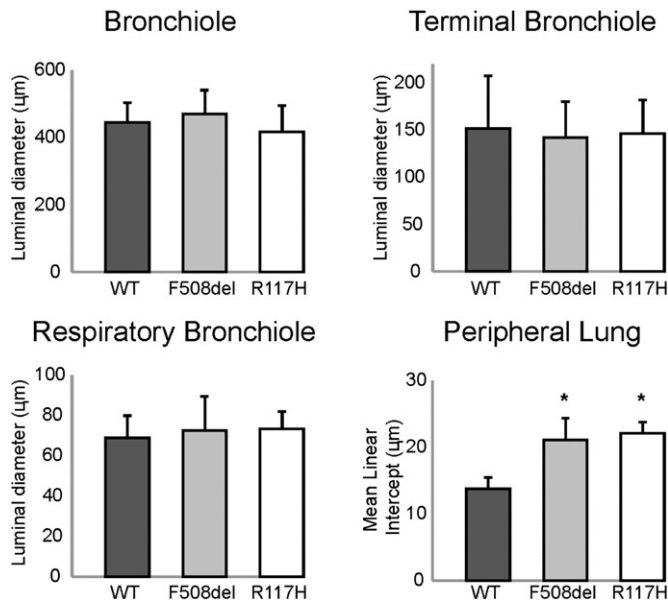 Bronchiole
Luminal diameter (μm)
600
400
200
0
WT F508del R117H
Terminal Bronchiole
Luminal diameter (μm)
200
150
100
50
0
WT F508del R117H
Respiratory Bronchiole
Luminal diameter (μm)
100
80
60
40
20
0
WT F508del R117H
Peripheral Lung
Mean Linear
Intercept (μm)
30
20
10
0
* *
WT F508del R117H